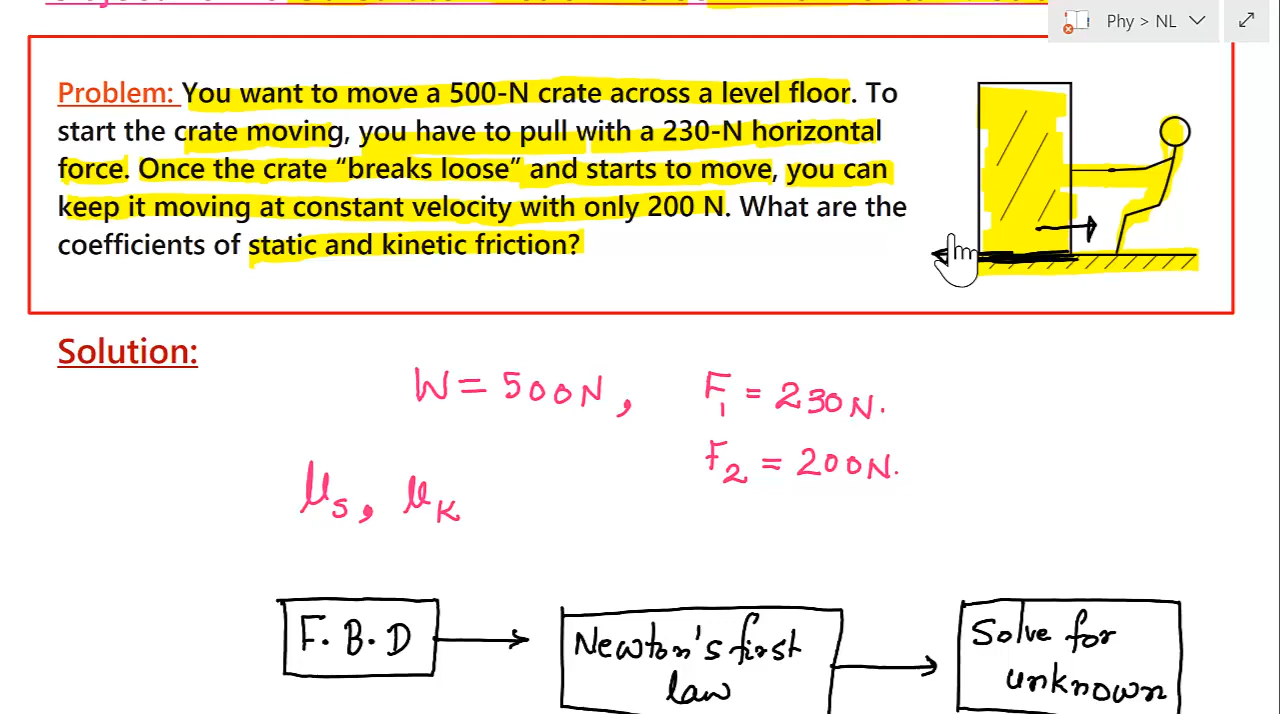 Phy > NL
Problem: You want to move a 500-N crate across a level floor. To
start the crate moving, you have to pull with a 230-N horizontal
force. Once the crate “breaks loose” and starts to move, you can
keep it moving at constant velocity with only 200 N. What are the
coefficients of static and kinetic friction?
Solution:
W = 500N, F₁ = 230N.
F₂ = 200N.
μs, μK
F.B.D
Newton's first
law
Solve for
unknown